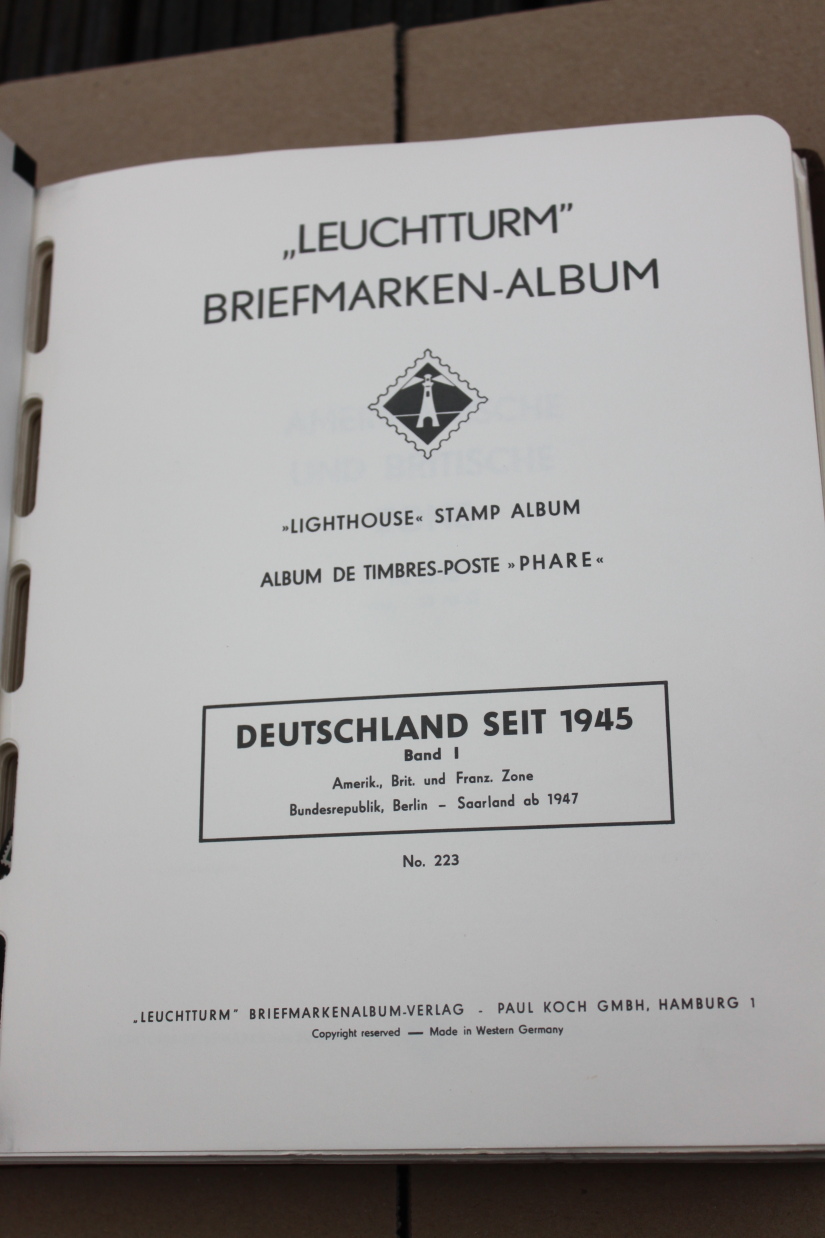 „LEUCHTTURM”
BRIEFMARKEN-ALBUM
»LIGHTHOUSE« STAMP ALBUM
ALBUM DE TIMBRES-POSTE »PHARE«
DEUTSCHLAND SEIT 1945
Band I
Amerik., Brit. und Franz. Zone
Bundesrepublik, Berlin – Saarland ab 1947
No. 223
„LEUCHTTURM” BRIEFMARKENALBUM-VERLAG - PAUL KOCH GMBH, HAMBURG 1
Copyright reserved — Made in Western Germany